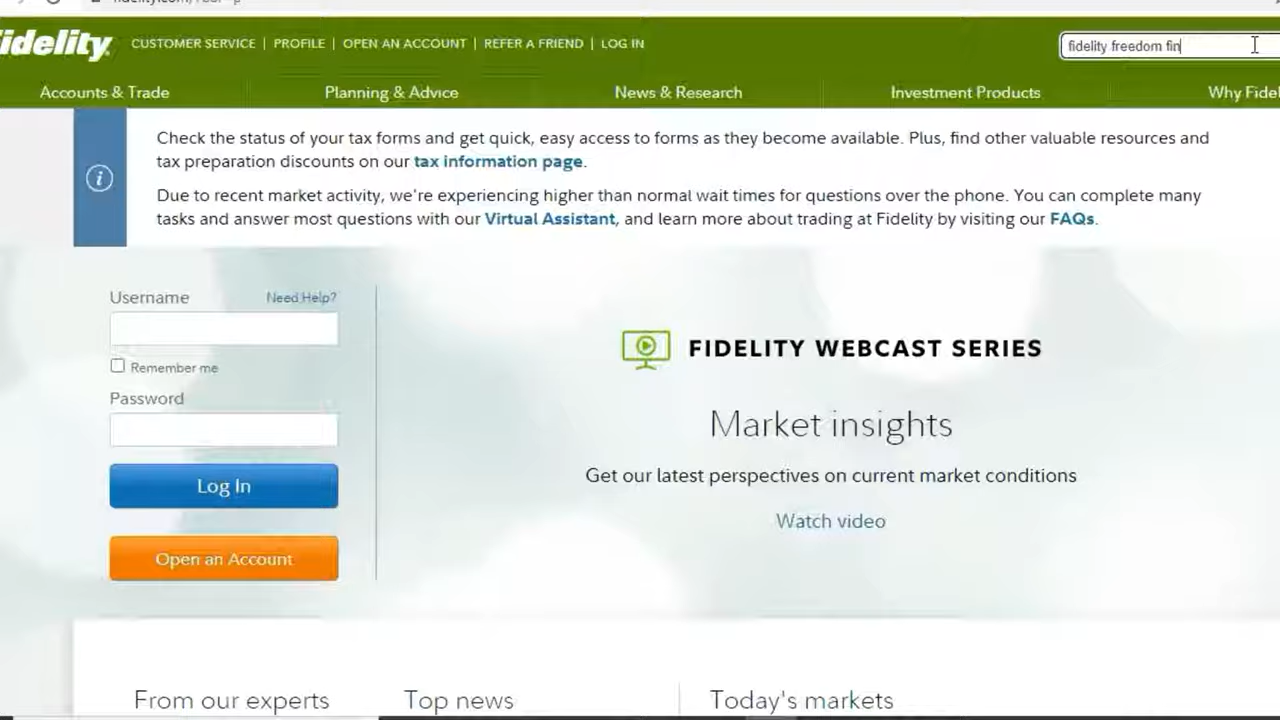 Fidelity
CUSTOMER SERVICE | PROFILE | OPEN AN ACCOUNT | REFER A FRIEND | LOG IN
fidelity freedom fin
Accounts & Trade
Planning & Advice
News & Research
Investment Products
Why Fidel
Check the status of your tax forms and get quick, easy access to forms as they become available. Plus, find other valuable resources and
tax preparation discounts on our tax information page.
Due to recent market activity, we're experiencing higher than normal wait times for questions over the phone. You can complete many
tasks and answer most questions with our Virtual Assistant, and learn more about trading at Fidelity by visiting our FAQs.
Username
Need Help?
Remember me
Password
Log In
Open an Account
FIDELITY WEBCAST SERIES
Market insights
Get our latest perspectives on current market conditions
Watch video
From our experts
Top news
Today's markets